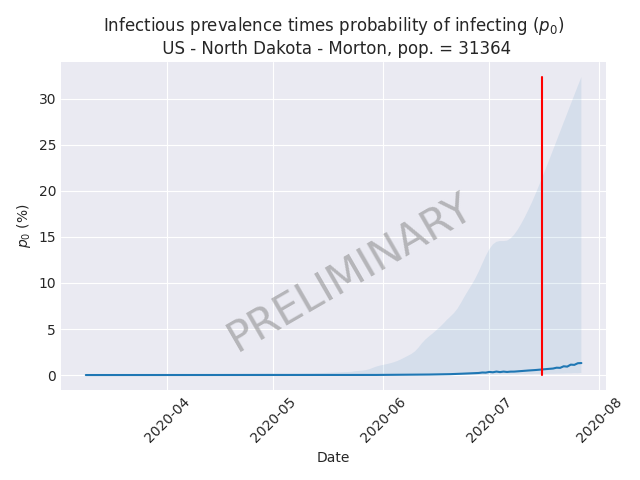 Infectious prevalence times probability of infecting (p₀)
US - North Dakota - Morton, pop. = 31364
30
25
20
15
10
5
0
p₀ (%)
PRELIMINARY
2020-04
2020-05
2020-06
2020-07
2020-08
Date